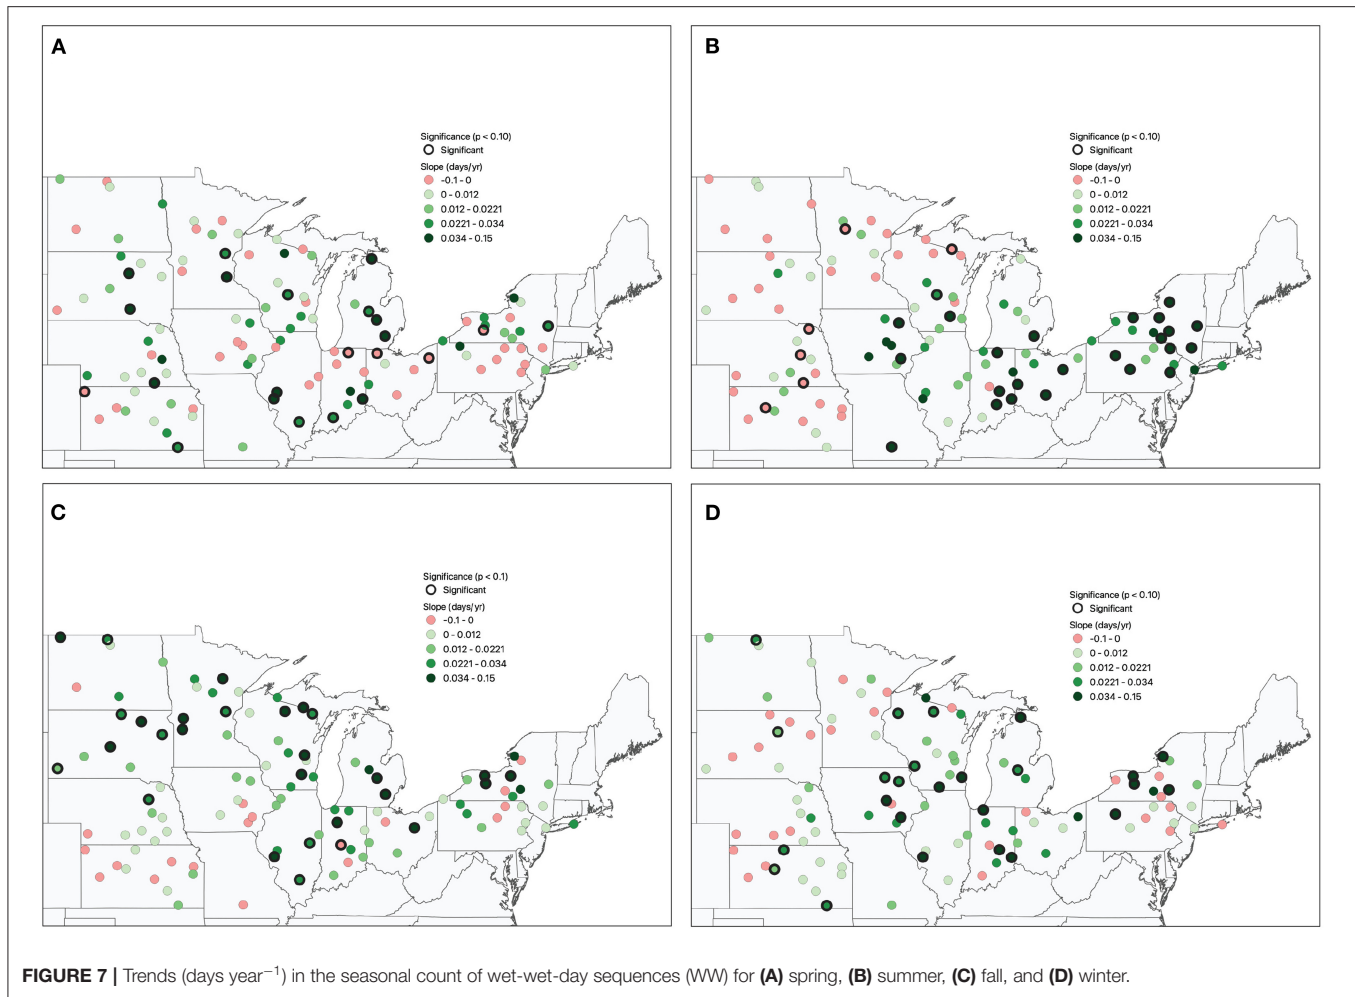 A
Significance (p < 0.10)
Significant
Slope (days/yr)
-0.1 - 0
0 - 0.012
0.012 - 0.0221
0.0221 - 0.034
0.034 - 0.15
B
Significance (p < 0.10)
Significant
Slope (days/yr)
-0.1 - 0
0 - 0.012
0.012 - 0.0221
0.0221 - 0.034
0.034 - 0.15
C
Significance (p < 0.1)
Significant
Slope (days/yr)
-0.1 - 0
0 - 0.012
0.012 - 0.0221
0.0221 - 0.034
0.034 - 0.15
D
Significance (p < 0.10)
Significant
Slope (days/yr)
-0.1 - 0
0 - 0.012
0.012 - 0.0221
0.0221 - 0.034
0.034 - 0.15
FIGURE 7 | Trends (days year⁻¹) in the seasonal count of wet-wet-day sequences (WW) for (A) spring, (B) summer, (C) fall, and (D) winter.